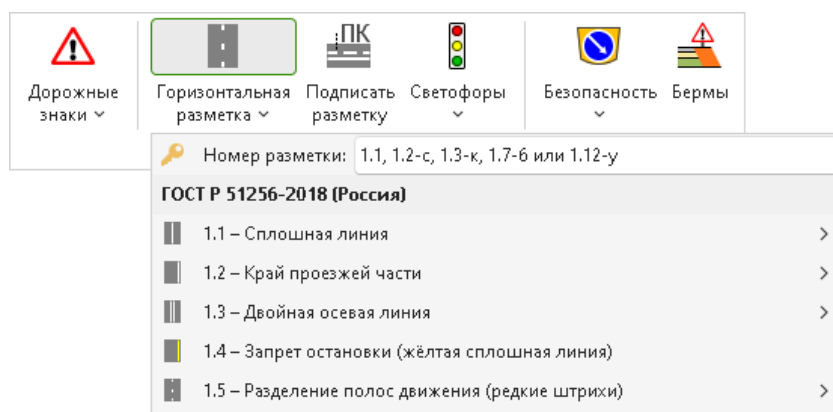 ПК
Дорожные знаки
Горизонтальная разметка
Подписать разметку
Светофоры
Безопасность
Бермы
Номер разметки: 1.1, 1.2-с, 1.3-к, 1.7-6 или 1.12-у
ГОСТ Р 51256-2018 (Россия)
1.1 – Сплошная линия
1.2 – Край проезжей части
1.3 – Двойная осевая линия
1.4 – Запрет остановки (жёлтая сплошная линия)
1.5 – Разделение полос движения (редкие штрихи)